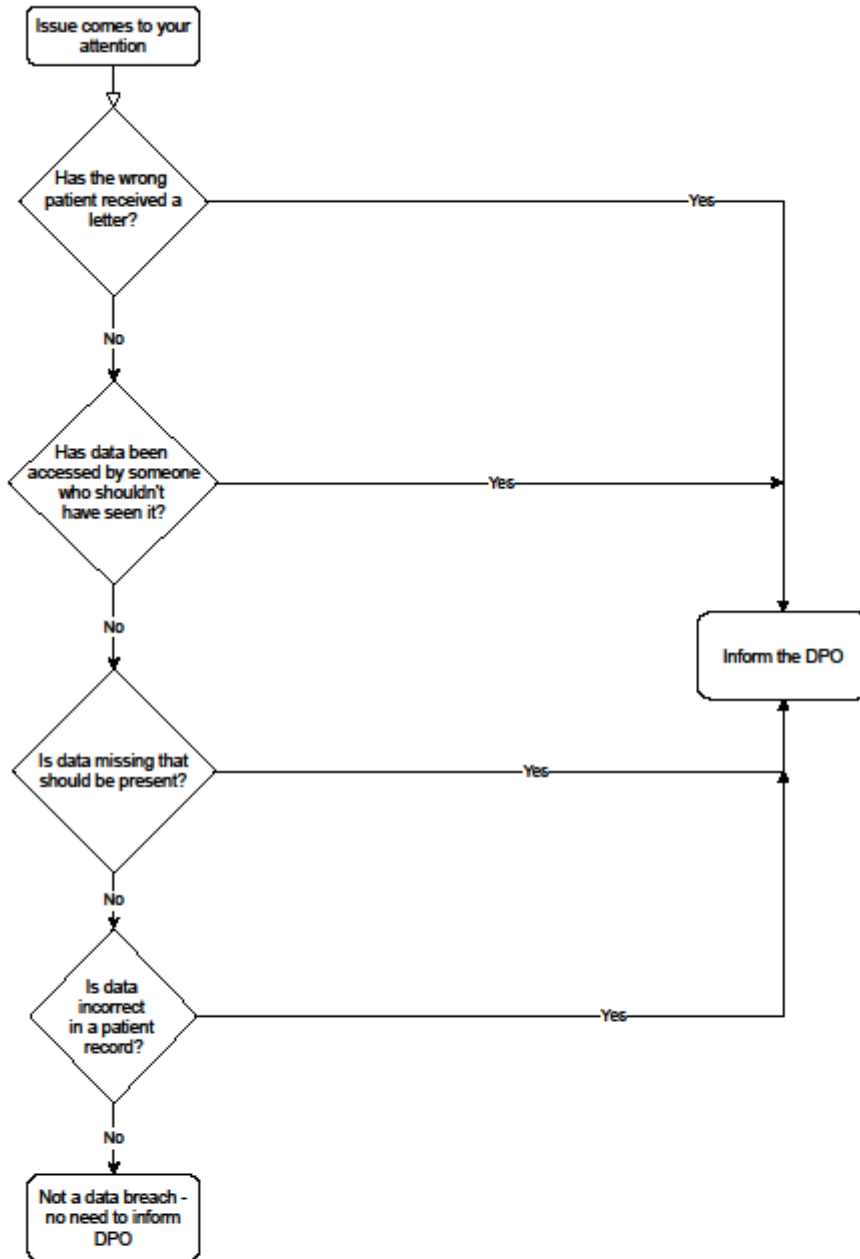 Issue comes to your
attention
Has the wrong
patient received a
letter?
Yes
No
Has data been
accessed by someone
who shouldn't
have seen it?
Yes
No
Inform the DPO
Is data missing that
should be present?
Yes
No
Is data
incorrect
in a patient
record?
Yes
No
Not a data breach -
no need to inform
DPO